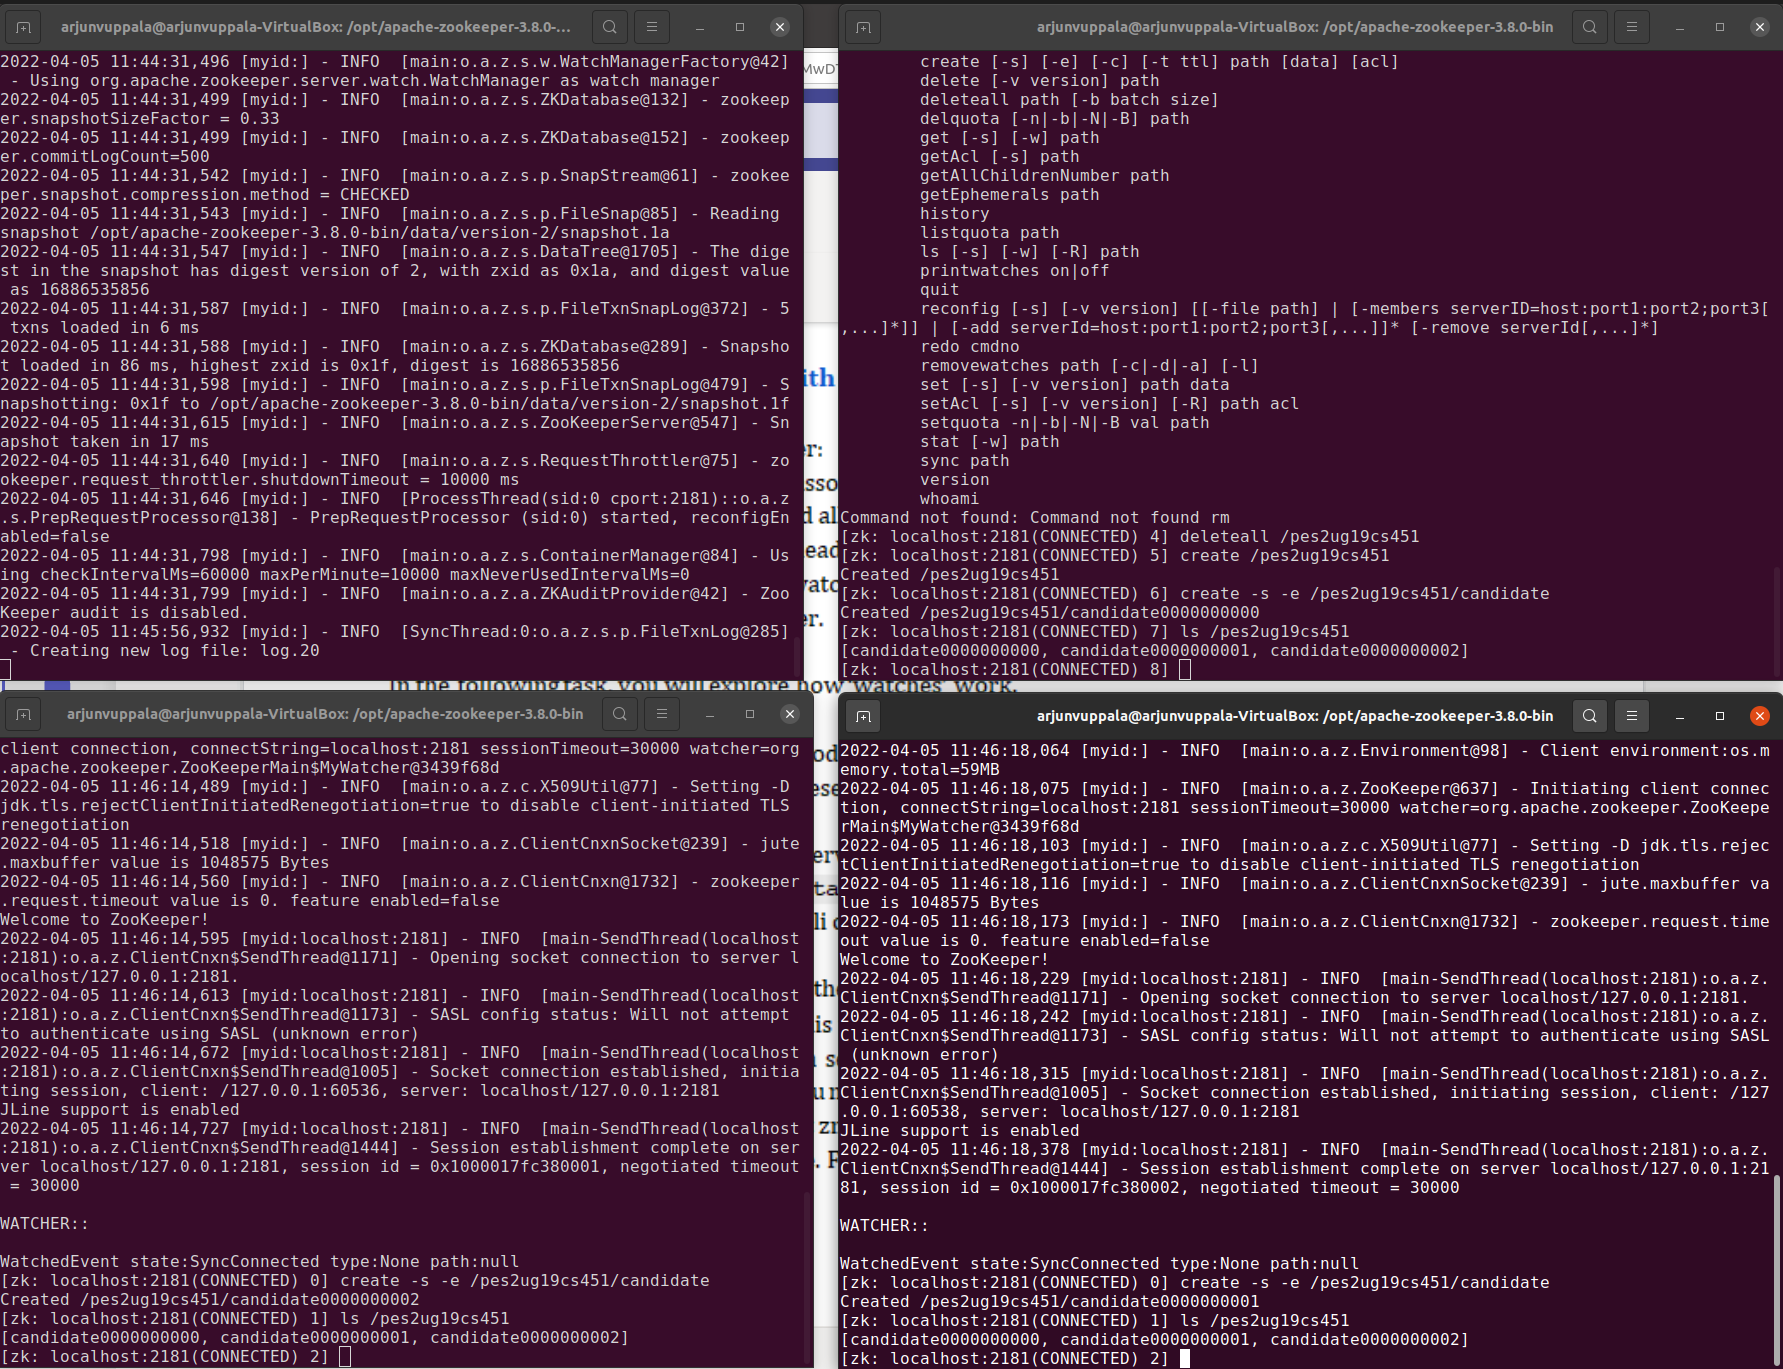 arjunvuppala@arjunvuppala-VirtualBox: /opt/apache-zookeeper-3.8.0-...
2022-04-05 11:44:31,496 [myid:] - INFO  [main:o.a.z.s.w.WatchManagerFactory@42]
 - Using org.apache.zookeeper.server.watch.WatchManager as watch manager
2022-04-05 11:44:31,499 [myid:] - INFO  [main:o.a.z.s.ZKDatabase@132] - zookeep
er.snapshotSizeFactor = 0.33
2022-04-05 11:44:31,499 [myid:] - INFO  [main:o.a.z.s.ZKDatabase@152] - zookeep
er.commitLogCount=500
2022-04-05 11:44:31,542 [myid:] - INFO  [main:o.a.z.s.p.SnapStream@61] - zookee
per.snapshot.compression.method = CHECKED
2022-04-05 11:44:31,543 [myid:] - INFO  [main:o.a.z.s.p.FileSnap@85] - Reading
snapshot /opt/apache-zookeeper-3.8.0-bin/data/version-2/snapshot.1a
2022-04-05 11:44:31,547 [myid:] - INFO  [main:o.a.z.s.DataTree@1705] - The dige
st in the snapshot has digest version of 2, with zxid as 0x1a, and digest value
 as 16886535856
2022-04-05 11:44:31,587 [myid:] - INFO  [main:o.a.z.s.p.FileTxnSnapLog@372] - 5
 txns loaded in 6 ms
2022-04-05 11:44:31,588 [myid:] - INFO  [main:o.a.z.s.ZKDatabase@289] - Snapsho
t loaded in 86 ms, highest zxid is 0x1f, digest is 16886535856
2022-04-05 11:44:31,598 [myid:] - INFO  [main:o.a.z.s.p.FileTxnSnapLog@479] - S
napshotting: 0x1f to /opt/apache-zookeeper-3.8.0-bin/data/version-2/snapshot.1f
2022-04-05 11:44:31,615 [myid:] - INFO  [main:o.a.z.s.ZooKeeperServer@547] - Sn
apshot taken in 17 ms
2022-04-05 11:44:31,640 [myid:] - INFO  [main:o.a.z.s.RequestThrottler@75] - zo
okeeper.request_throttler.shutdownTimeout = 10000 ms
2022-04-05 11:44:31,646 [myid:] - INFO  [ProcessThread(sid:0 cport:2181)::o.a.z
.s.PrepRequestProcessor@138] - PrepRequestProcessor (sid:0) started, reconfigEn
abled=false
2022-04-05 11:44:31,798 [myid:] - INFO  [main:o.a.z.s.ContainerManager@84] - Us
ing checkIntervalMs=60000 maxPerMinute=10000 maxNeverUsedIntervalMs=0
2022-04-05 11:44:31,799 [myid:] - INFO  [main:o.a.z.a.ZKAuditProvider@42] - Zoo
Keeper audit is disabled.
2022-04-05 11:45:56,932 [myid:] - INFO  [SyncThread:0:o.a.z.s.p.FileTxnLog@285]
 - Creating new log file: log.20
arjunvuppala@arjunvuppala-VirtualBox: /opt/apache-zookeeper-3.8.0-bin
create [-s] [-e] [-c] [-t ttl] path [data] [acl]
delete [-v version] path
deleteall path [-b batch size]
delquota [-n|-b|-N|-B] path
get [-s] [-w] path
getAcl [-s] path
getAllChildrenNumber path
getEphemerals path
history
listquota path
ls [-s] [-w] [-R] path
printwatches on|off
quit
reconfig [-s] [-v version] [[-file path] | [-members serverID=host:port1:port2;port3[
,...]*]] | [-add serverId=host:port1:port2;port3[,...]]* [-remove serverId[,...]*]
redo cmdno
removewatches path [-c|-d|-a] [-l]
set [-s] [-v version] path data
setAcl [-s] [-v version] [-R] path acl
setquota -n|-b|-N|-B val path
stat [-w] path
sync path
version
whoami
Command not found: Command not found rm
[zk: localhost:2181(CONNECTED) 4] deleteall /pes2ug19cs451
[zk: localhost:2181(CONNECTED) 5] create /pes2ug19cs451
Created /pes2ug19cs451
[zk: localhost:2181(CONNECTED) 6] create -s -e /pes2ug19cs451/candidate
Created /pes2ug19cs451/candidate0000000000
[zk: localhost:2181(CONNECTED) 7] ls /pes2ug19cs451
[candidate0000000000, candidate0000000001, candidate0000000002]
[zk: localhost:2181(CONNECTED) 8]
In the following task, you will explore how 'watches' work.
arjunvuppala@arjunvuppala-VirtualBox: /opt/apache-zookeeper-3.8.0-bin
client connection, connectString=localhost:2181 sessionTimeout=30000 watcher=org
.apache.zookeeper.ZooKeeperMain$MyWatcher@3439f68d
2022-04-05 11:46:14,489 [myid:] - INFO  [main:o.a.z.c.X509Util@77] - Setting -D
jdk.tls.rejectClientInitiatedRenegotiation=true to disable client-initiated TLS
renegotiation
2022-04-05 11:46:14,518 [myid:] - INFO  [main:o.a.z.ClientCnxnSocket@239] - jute
.maxbuffer value is 1048575 Bytes
2022-04-05 11:46:14,560 [myid:] - INFO  [main:o.a.z.ClientCnxn@1732] - zookeeper
.request.timeout value is 0. feature enabled=false
Welcome to ZooKeeper!
2022-04-05 11:46:14,595 [myid:localhost:2181] - INFO  [main-SendThread(localhost
:2181):o.a.z.ClientCnxn$SendThread@1171] - Opening socket connection to server l
ocalhost/127.0.0.1:2181.
2022-04-05 11:46:14,613 [myid:localhost:2181] - INFO  [main-SendThread(localhost
:2181):o.a.z.ClientCnxn$SendThread@1173] - SASL config status: Will not attempt
to authenticate using SASL (unknown error)
2022-04-05 11:46:14,672 [myid:localhost:2181] - INFO  [main-SendThread(localhost
:2181):o.a.z.ClientCnxn$SendThread@1005] - Socket connection established, initia
ting session, client: /127.0.0.1:60536, server: localhost/127.0.0.1:2181
JLine support is enabled
2022-04-05 11:46:14,727 [myid:localhost:2181] - INFO  [main-SendThread(localhost
:2181):o.a.z.ClientCnxn$SendThread@1444] - Session establishment complete on ser
ver localhost/127.0.0.1:2181, session id = 0x1000017fc380001, negotiated timeout
 = 30000
WATCHER::
WatchedEvent state:SyncConnected type:None path:null
[zk: localhost:2181(CONNECTED) 0] create -s -e /pes2ug19cs451/candidate
Created /pes2ug19cs451/candidate0000000002
[zk: localhost:2181(CONNECTED) 1] ls /pes2ug19cs451
[candidate0000000000, candidate0000000001, candidate0000000002]
[zk: localhost:2181(CONNECTED) 2]
arjunvuppala@arjunvuppala-VirtualBox: /opt/apache-zookeeper-3.8.0-bin
2022-04-05 11:46:18,064 [myid:] - INFO  [main:o.a.z.Environment@98] - Client environment:os.m
emory.total=59MB
2022-04-05 11:46:18,075 [myid:] - INFO  [main:o.a.z.ZooKeeper@637] - Initiating client connec
tion, connectString=localhost:2181 sessionTimeout=30000 watcher=org.apache.zookeeper.ZooKeepe
rMain$MyWatcher@3439f68d
2022-04-05 11:46:18,103 [myid:] - INFO  [main:o.a.z.c.X509Util@77] - Setting -D jdk.tls.rejec
tClientInitiatedRenegotiation=true to disable client-initiated TLS renegotiation
2022-04-05 11:46:18,116 [myid:] - INFO  [main:o.a.z.ClientCnxnSocket@239] - jute.maxbuffer va
lue is 1048575 Bytes
2022-04-05 11:46:18,173 [myid:] - INFO  [main:o.a.z.ClientCnxn@1732] - zookeeper.request.time
out value is 0. feature enabled=false
Welcome to ZooKeeper!
2022-04-05 11:46:18,229 [myid:localhost:2181] - INFO  [main-SendThread(localhost:2181):o.a.z.
ClientCnxn$SendThread@1171] - Opening socket connection to server localhost/127.0.0.1:2181.
2022-04-05 11:46:18,242 [myid:localhost:2181] - INFO  [main-SendThread(localhost:2181):o.a.z.
ClientCnxn$SendThread@1173] - SASL config status: Will not attempt to authenticate using SASL
 (unknown error)
2022-04-05 11:46:18,315 [myid:localhost:2181] - INFO  [main-SendThread(localhost:2181):o.a.z.
ClientCnxn$SendThread@1005] - Socket connection established, initiating session, client: /127
.0.0.1:60538, server: localhost/127.0.0.1:2181
JLine support is enabled
2022-04-05 11:46:18,378 [myid:localhost:2181] - INFO  [main-SendThread(localhost:2181):o.a.z.
ClientCnxn$SendThread@1444] - Session establishment complete on server localhost/127.0.0.1:21
81, session id = 0x1000017fc380002, negotiated timeout = 30000
WATCHER::
WatchedEvent state:SyncConnected type:None path:null
[zk: localhost:2181(CONNECTED) 0] create -s -e /pes2ug19cs451/candidate
Created /pes2ug19cs451/candidate0000000001
[zk: localhost:2181(CONNECTED) 1] ls /pes2ug19cs451
[candidate0000000000, candidate0000000001, candidate0000000002]
[zk: localhost:2181(CONNECTED) 2]